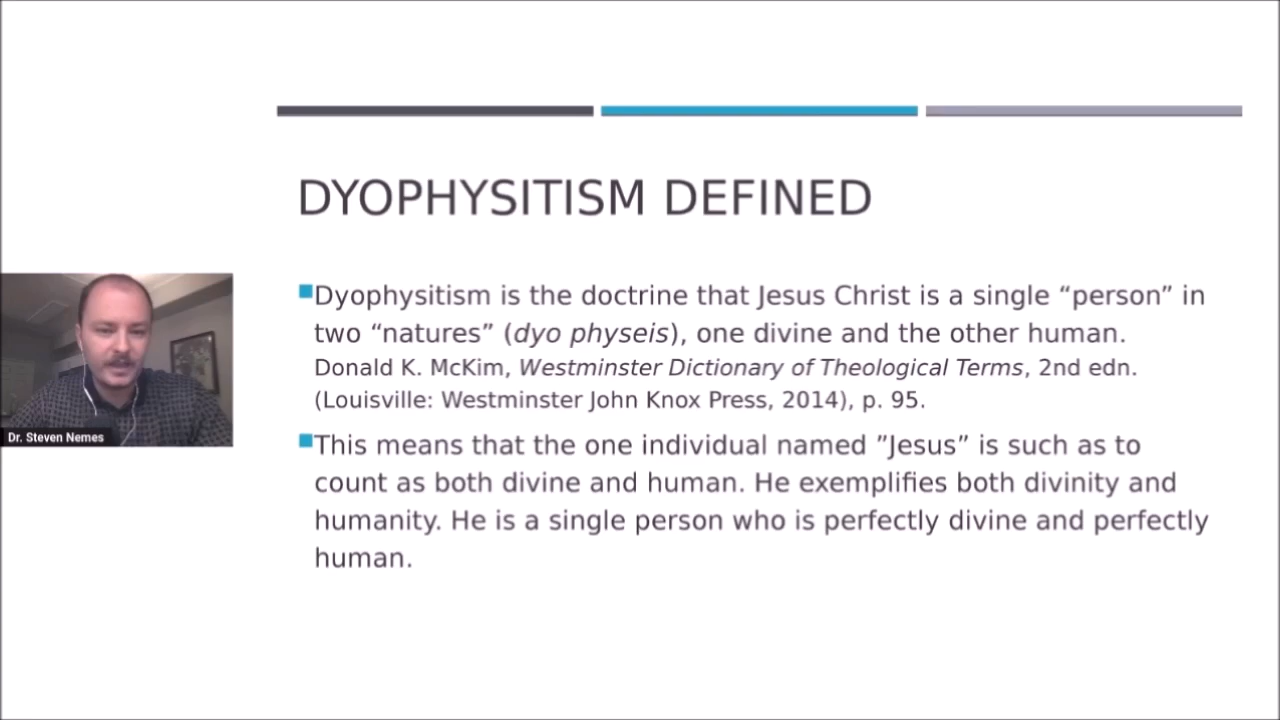 DYOPHYSITISM DEFINED
Dyophysitism is the doctrine that Jesus Christ is a single “person” in
two “natures” (dyo physeis), one divine and the other human.
Donald K. McKim, Westminster Dictionary of Theological Terms, 2nd edn.
(Louisville: Westminster John Knox Press, 2014), p. 95.
This means that the one individual named ”Jesus” is such as to
count as both divine and human. He exemplifies both divinity and
humanity. He is a single person who is perfectly divine and perfectly
human.
Dr. Steven Nemes